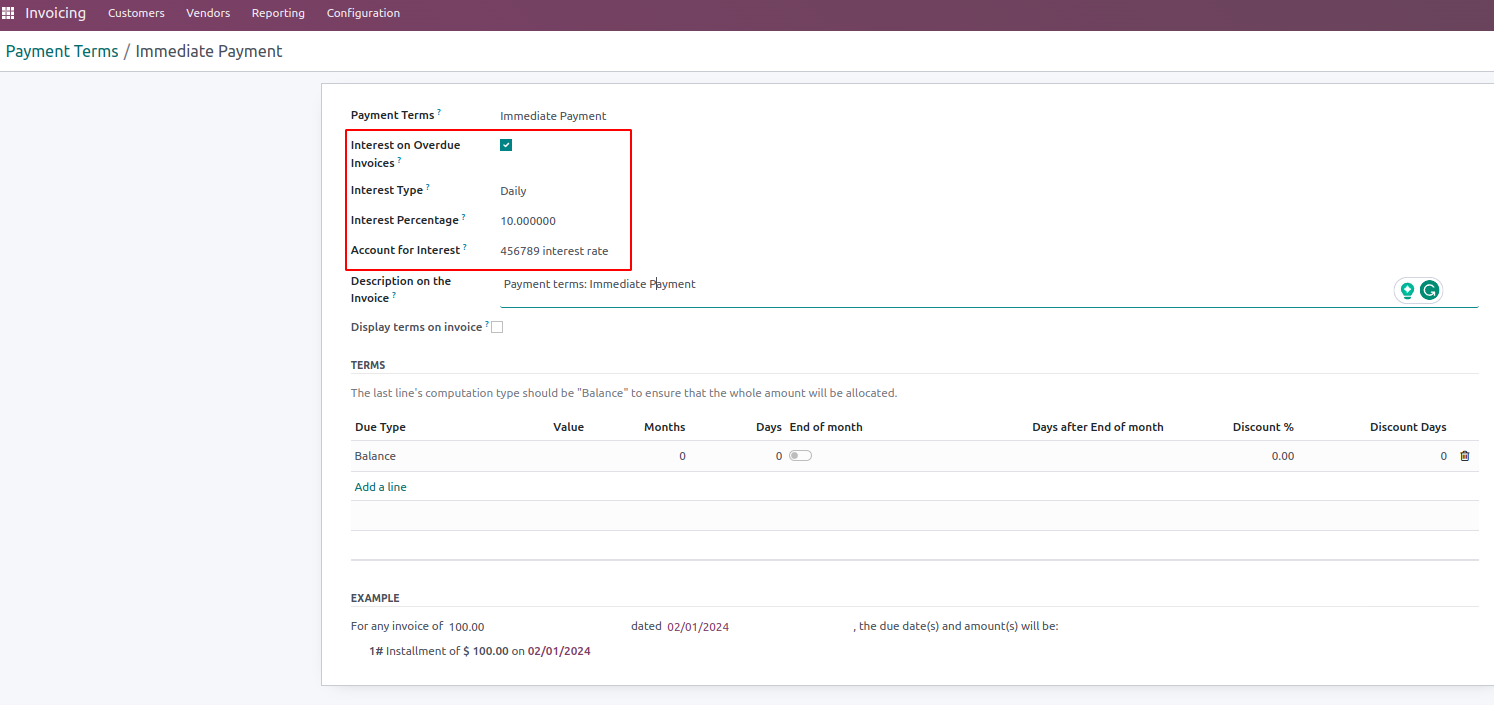 Invoicing Customers Vendors Reporting Configuration
Payment Terms / Immediate Payment
Payment Terms ? Immediate Payment
Interest on Overdue
Invoices ?
Interest Type ? Daily
Interest Percentage ? 10.000000
Account for Interest ? 456789 interest rate
Description on the
Invoice ?
Payment terms: Immediate Payment
Display terms on invoice ?
TERMS
The last line's computation type should be "Balance" to ensure that the whole amount will be allocated.
Due Type Value Months Days End of month Days after End of month Discount % Discount Days
Balance 0 0 0.00 0
Add a line
EXAMPLE
For any invoice of 100.00 dated 02/01/2024 , the due date(s) and amount(s) will be:
1# Installment of $ 100.00 on 02/01/2024